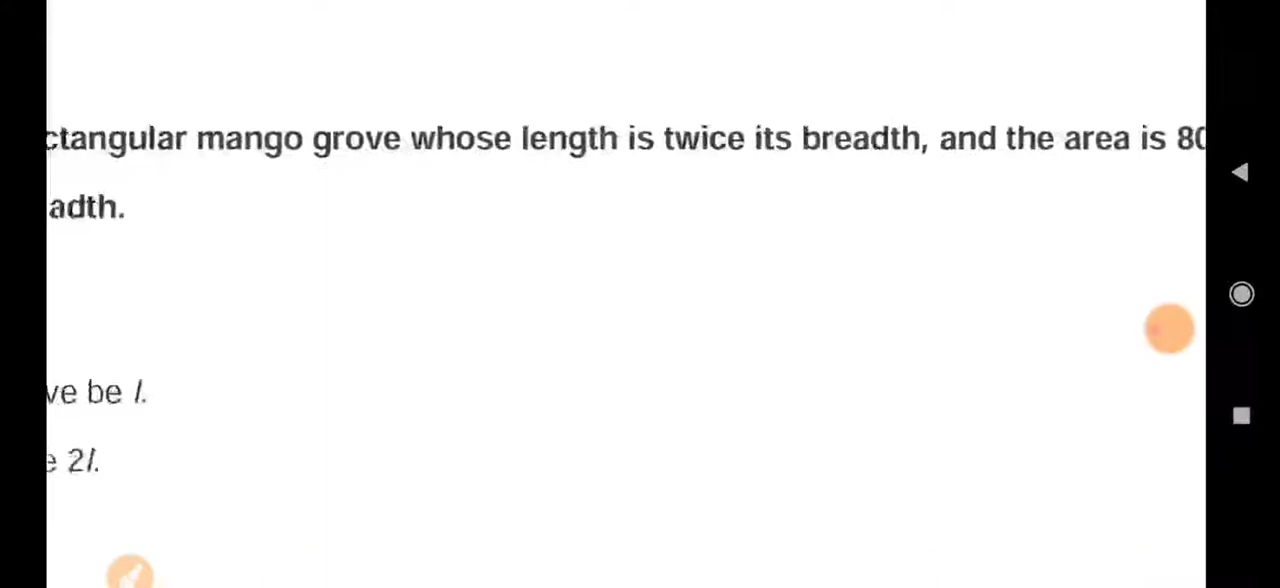 ctangular mango grove whose length is twice its breadth, and the area is 80
adth.
ve be l.
e 2l.